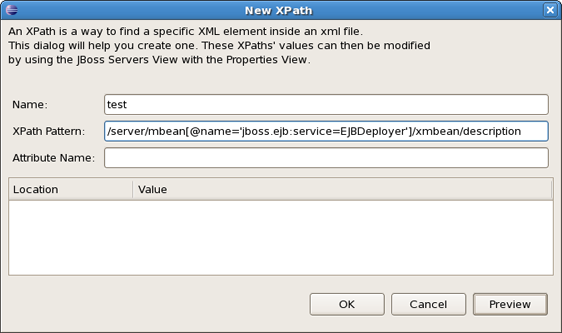 New XPath
An XPath is a way to find a specific XML element inside an xml file.
This dialog will help you create one. These XPaths' values can then be modified
by using the JBoss Servers View with the Properties View.
Name: test
XPath Pattern: /server/mbean[@name='jboss.ejb:service=EJBDeployer']/xmbean/description
Attribute Name:
Location Value
OK Cancel Preview